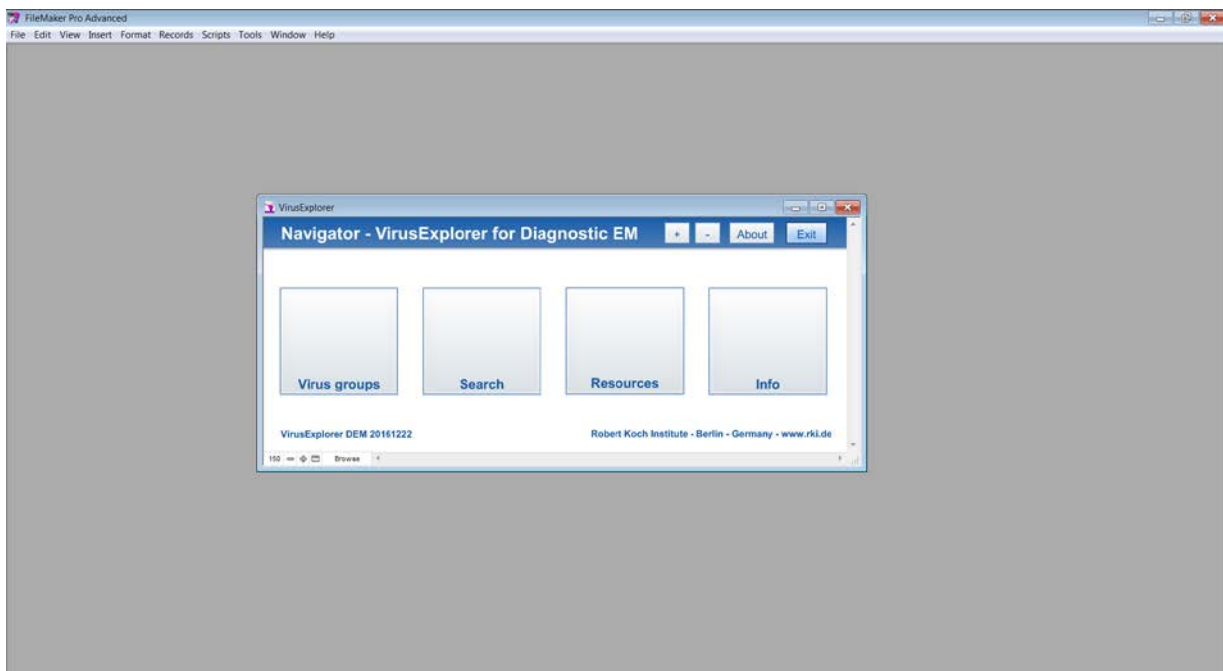 FileMaker Pro Advanced
File Edit View Insert Format Records Scripts Tools Window Help
VirusExplorer
Navigator - VirusExplorer for Diagnostic EM + - About Exit
Virus groups Search Resources Info
VirusExplorer DEM 20161222 Robert Koch Institute - Berlin - Germany - www.rki.de
150 Browse